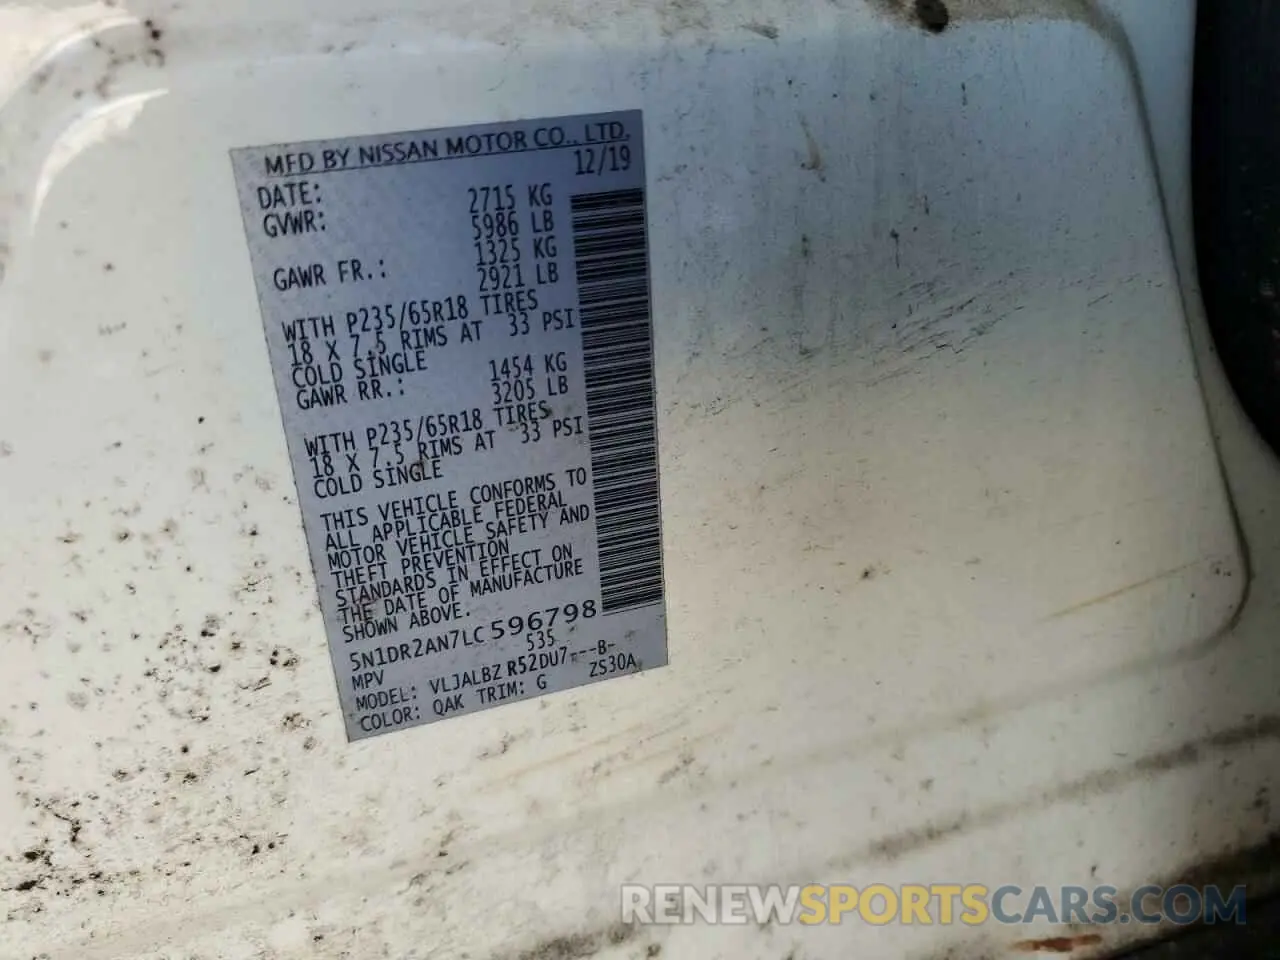 MFD BY NISSAN MOTOR CO., LTD.
DATE: 12/19
GVWR: 2715 KG
5986 LB
GAWR FR.: 1325 KG
2921 LB
WITH P235/65R18 TIRES
18 X 7.5 RIMS AT 33 PSI
COLD SINGLE
GAWR RR.: 1454 KG
3205 LB
WITH P235/65R18 TIRES
18 X 7.5 RIMS AT 33 PSI
COLD SINGLE
THIS VEHICLE CONFORMS TO
ALL APPLICABLE FEDERAL
MOTOR VEHICLE SAFETY AND
THEFT PREVENTION
STANDARDS IN EFFECT ON
THE DATE OF MANUFACTURE
SHOWN ABOVE.
5N1DR2AN7LC596798
MPV 535
MODEL: VLJALBZ R52DU7---B-
COLOR: QAK TRIM: G ZS30A
RENEWSPORTSCARS.COM